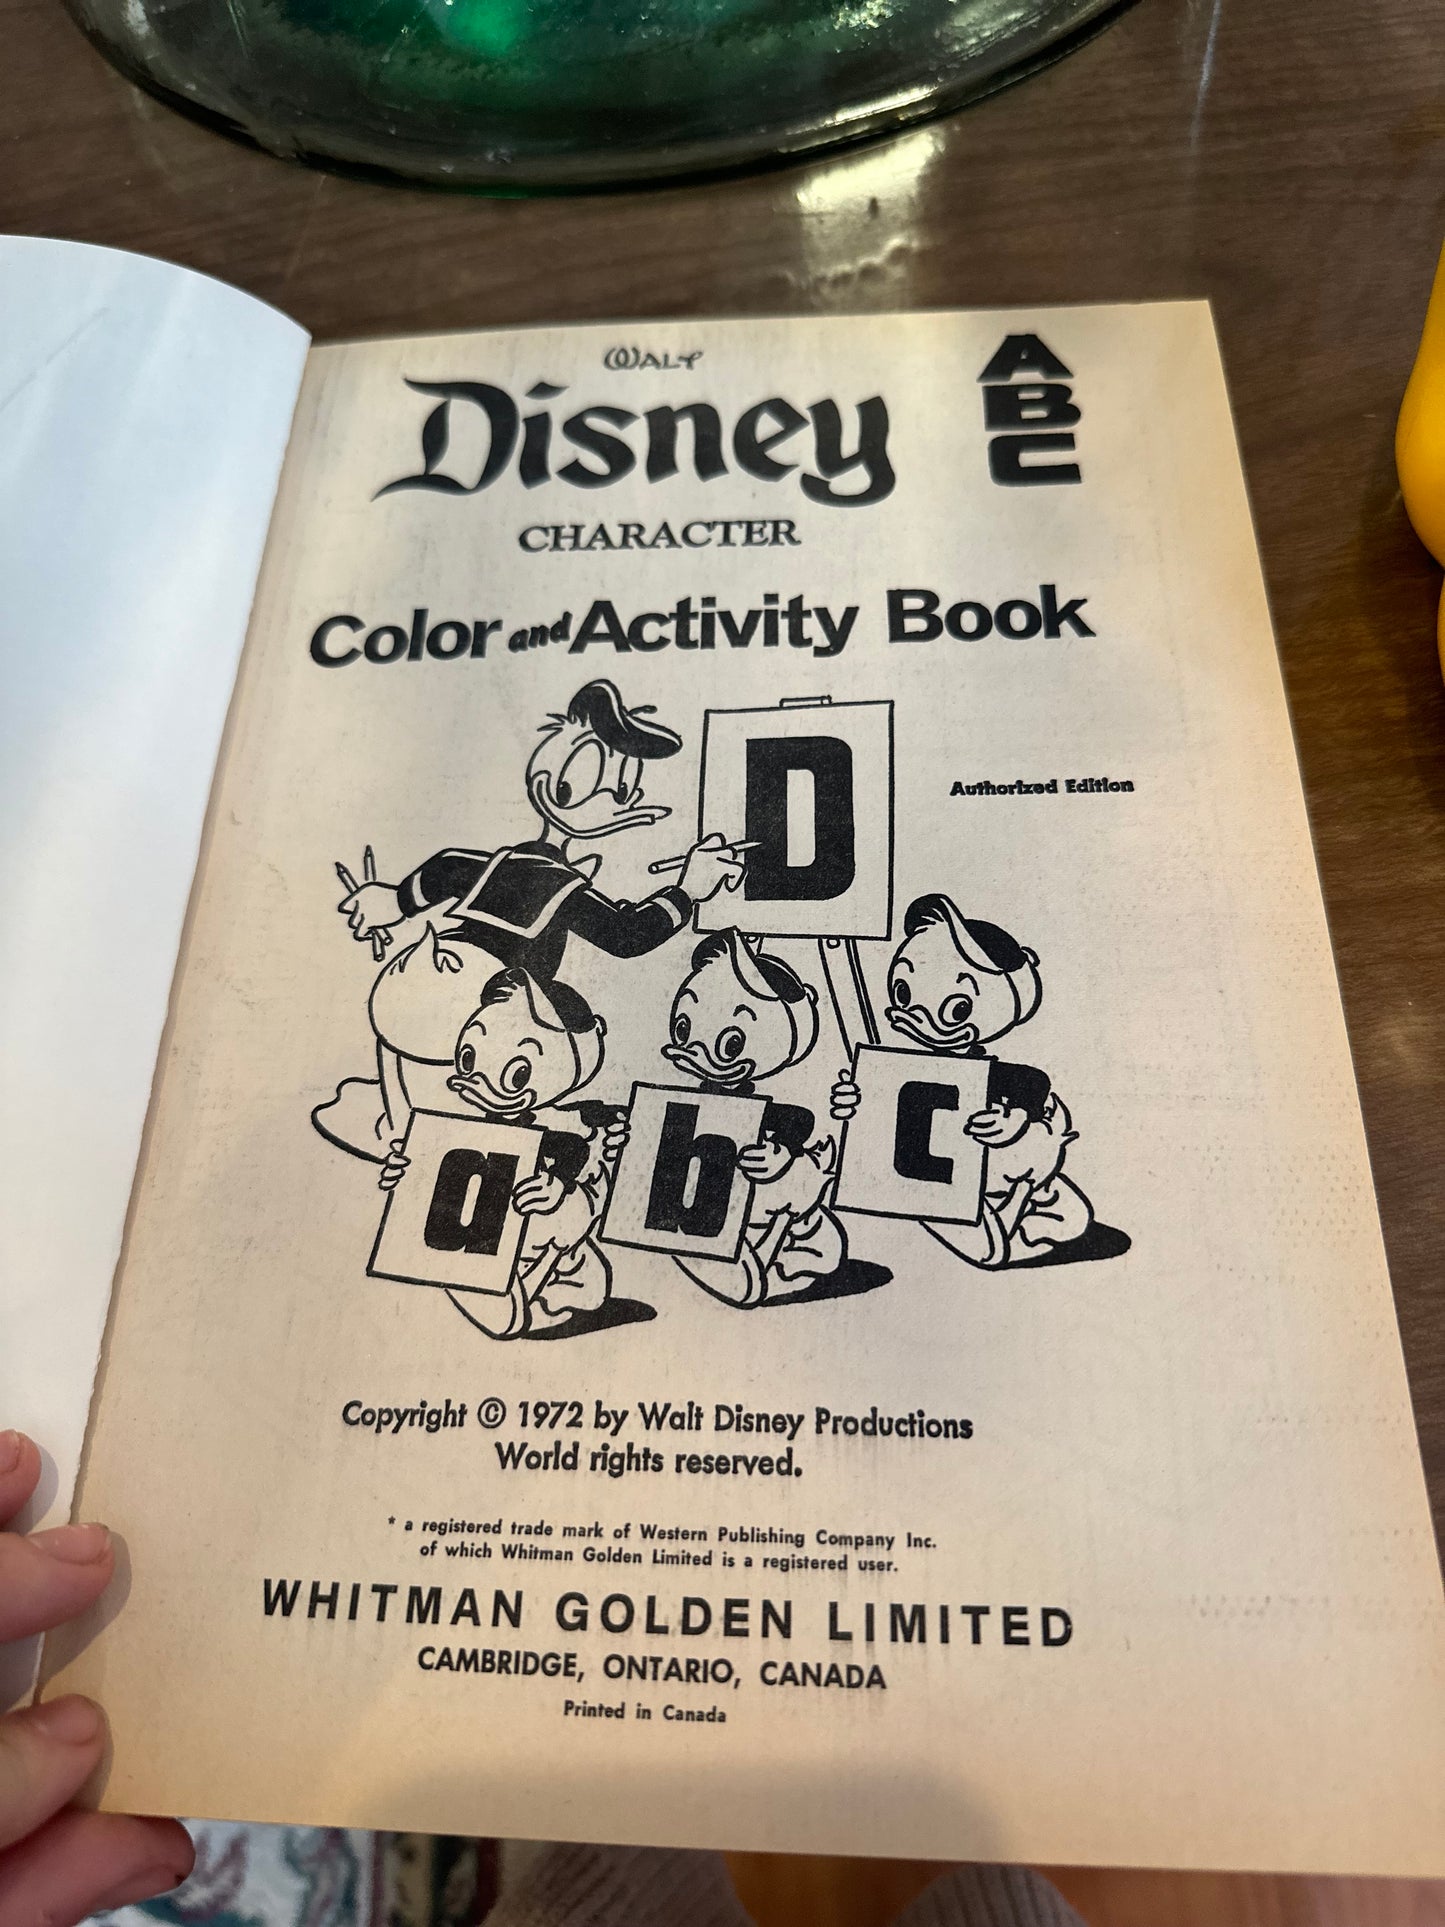 WALT
Disney
A
B
C
CHARACTER
Color and Activity Book
D
Authorized Edition
a
b
c
Copyright © 1972 by Walt Disney Productions
World rights reserved.
* a registered trade mark of Western Publishing Company Inc.
of which Whitman Golden Limited is a registered user.
WHITMAN GOLDEN LIMITED
CAMBRIDGE, ONTARIO, CANADA
Printed in Canada